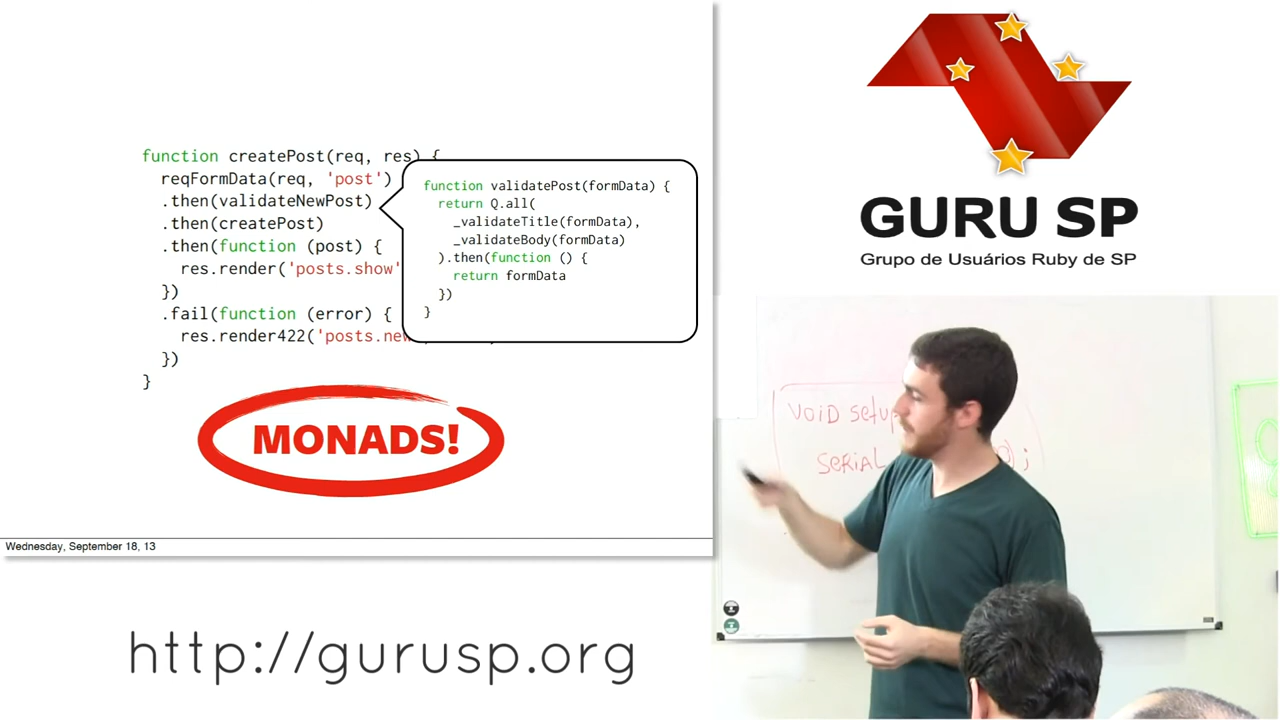 function createPost(req, res) {
reqFormData(req, 'post')
.then(validateNewPost)
.then(createPost)
.then(function (post) {
res.render('posts.show'
})
.fail(function (error) {
res.render422('posts.new
})
}
function validatePost(formData) {
return Q.all(
_validateTitle(formData),
_validateBody(formData)
).then(function () {
return formData
})
}
MONADS!
Wednesday, September 18, 13
http://gurusp.org
GURU SP
Grupo de Usuários Ruby de SP
VOID SETUP
SERIAL );